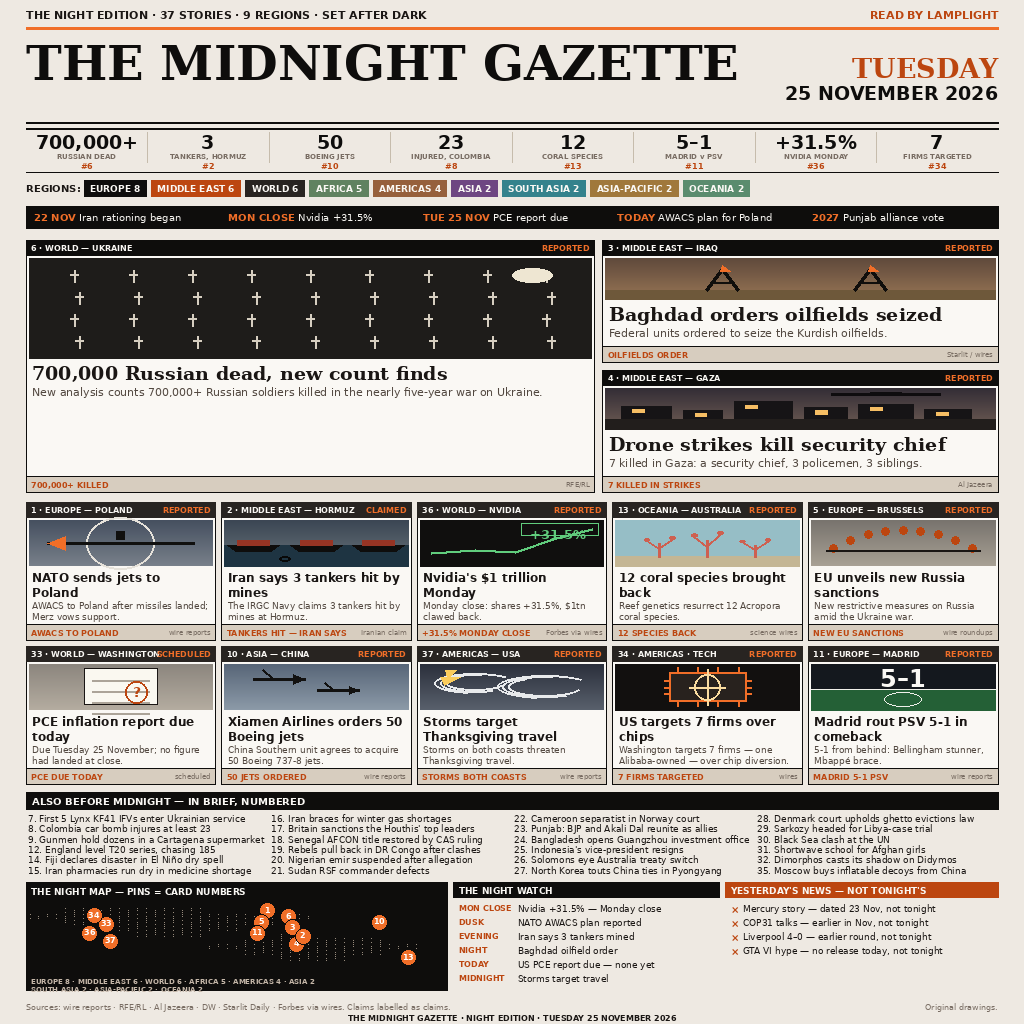 THE NIGHT EDITION · 37 STORIES · 9 REGIONS · SET AFTER DARK
READ BY LAMPLIGHT
THE MIDNIGHT GAZETTE
TUESDAY
25 NOVEMBER 2026
700,000+
RUSSIAN DEAD
#6
3
TANKERS, HORMUZ
#2
50
BOEING JETS
#10
23
INJURED, COLOMBIA
#8
12
CORAL SPECIES
#13
5–1
MADRID v PSV
#11
+31.5%
NVIDIA MONDAY
#36
7
FIRMS TARGETED
#34
REGIONS: EUROPE 8 MIDDLE EAST 6 WORLD 6 AFRICA 5 AMERICAS 4 ASIA 2 SOUTH ASIA 2 ASIA-PACIFIC 2 OCEANIA 2
22 NOV Iran rationing began MON CLOSE Nvidia +31.5% TUE 25 NOV PCE report due TODAY AWACS plan for Poland 2027 Punjab alliance vote
6 · WORLD — UKRAINE REPORTED
700,000 Russian dead, new count finds
New analysis counts 700,000+ Russian soldiers killed in the nearly five-year war on Ukraine.
700,000+ KILLED RFE/RL
3 · MIDDLE EAST — IRAQ REPORTED
Baghdad orders oilfields seized
Federal units ordered to seize the Kurdish oilfields.
OILFIELDS ORDER Starlit / wires
4 · MIDDLE EAST — GAZA REPORTED
Drone strikes kill security chief
7 killed in Gaza: a security chief, 3 policemen, 3 siblings.
7 KILLED IN STRIKES Al Jazeera
1 · EUROPE — POLAND REPORTED
NATO sends jets to
Poland
AWACS to Poland after missiles landed;
Merz vows support.
AWACS TO POLAND wire reports
2 · MIDDLE EAST — HORMUZ CLAIMED
Iran says 3 tankers hit by
mines
The IRGC Navy claims 3 tankers hit by
mines at Hormuz.
TANKERS HIT — IRAN SAYS Iranian claim
36 · WORLD — NVIDIA REPORTED
+31.5%
Nvidia's $1 trillion
Monday
Monday close: shares +31.5%, $1tn
clawed back.
+31.5% MONDAY CLOSE Forbes via wires
13 · OCEANIA — AUSTRALIA REPORTED
12 coral species brought
back
Reef genetics resurrect 12 Acropora
coral species.
12 SPECIES BACK science wires
5 · EUROPE — BRUSSELS REPORTED
EU unveils new Russia
sanctions
New restrictive measures on Russia
amid the Ukraine war.
NEW EU SANCTIONS wire roundups
33 · WORLD — WASHINGTON SCHEDULED
?
PCE inflation report due
today
Due Tuesday 25 November; no figure
had landed at close.
PCE DUE TODAY scheduled
10 · ASIA — CHINA REPORTED
Xiamen Airlines orders 50
Boeing jets
China Southern unit agrees to acquire
50 Boeing 737-8 jets.
50 JETS ORDERED wire reports
37 · AMERICAS — USA REPORTED
Storms target
Thanksgiving travel
Storms on both coasts threaten
Thanksgiving travel.
STORMS BOTH COASTS wire reports
34 · AMERICAS · TECH REPORTED
US targets 7 firms over
chips
Washington targets 7 firms — one
Alibaba-owned — over chip diversion.
7 FIRMS TARGETED wires
11 · EUROPE — MADRID REPORTED
5–1
Madrid rout PSV 5-1 in
comeback
5-1 from behind: Bellingham stunner,
Mbappé brace.
MADRID 5-1 PSV wire reports
ALSO BEFORE MIDNIGHT — IN BRIEF, NUMBERED
7. First 5 Lynx KF41 IFVs enter Ukrainian service
8. Colombia car bomb injures at least 23
9. Gunmen hold dozens in a Cartagena supermarket
12. England level T20 series, chasing 185
14. Fiji declares disaster in El Niño dry spell
15. Iran pharmacies run dry in medicine shortage
16. Iran braces for winter gas shortages
17. Britain sanctions the Houthis' top leaders
18. Senegal AFCON title restored by CAS ruling
19. Rebels pull back in DR Congo after clashes
20. Nigerian emir suspended after allegation
21. Sudan RSF commander defects
22. Cameroon separatist in Norway court
23. Punjab: BJP and Akali Dal reunite as allies
24. Bangladesh opens Guangzhou investment office
25. Indonesia's vice-president resigns
26. Solomons eye Australia treaty switch
27. North Korea touts China ties in Pyongyang
28. Denmark court upholds ghetto evictions law
29. Sarkozy headed for Libya-case trial
30. Black Sea clash at the UN
31. Shortwave school for Afghan girls
32. Dimorphos casts its shadow on Didymos
35. Moscow buys inflatable decoys from China
THE NIGHT MAP — PINS = CARD NUMBERS
34
33
36
37
1
6
5
3
11
2
4
10
13
EUROPE 8 · MIDDLE EAST 6 · WORLD 6 · AFRICA 5 · AMERICAS 4 · ASIA 2
SOUTH ASIA 2 · ASIA-PACIFIC 2 · OCEANIA 2
THE NIGHT WATCH
MON CLOSE Nvidia +31.5% — Monday close
DUSK NATO AWACS plan reported
EVENING Iran says 3 tankers mined
NIGHT Baghdad oilfield order
TODAY US PCE report due — none yet
MIDNIGHT Storms target travel
YESTERDAY'S NEWS — NOT TONIGHT'S
× Mercury story — dated 23 Nov, not tonight
× COP31 talks — earlier in Nov, not tonight
× Liverpool 4–0 — earlier round, not tonight
× GTA VI hype — no release today, not tonight
Sources: wire reports · RFE/RL · Al Jazeera · DW · Starlit Daily · Forbes via wires. Claims labelled as claims.
Original drawings.
THE MIDNIGHT GAZETTE · NIGHT EDITION · TUESDAY 25 NOVEMBER 2026